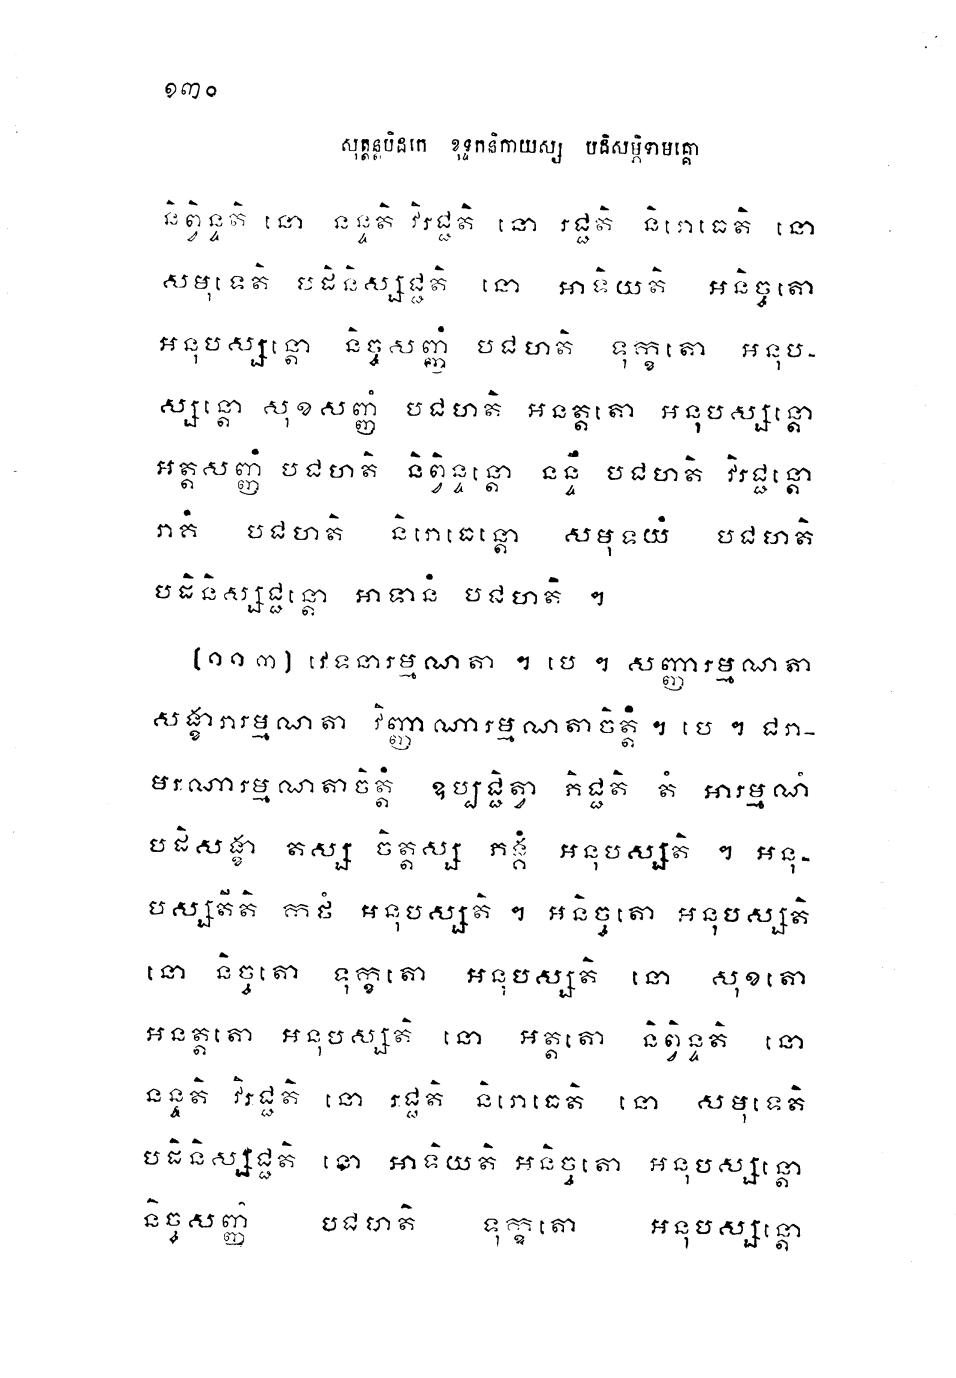 ១៣០
សុត្តន្តបិដកេ ខុទ្ទកនិកាយស្ស បដិសម្ភិទាមគ្គោ
និព្វិន្ទតិ នោ នន្ទតិ វិរជ្ជតិ នោ រជ្ជតិ និរោធេតិ នោ
សមុទេតិ បដិនិស្សជ្ជតិ នោ អាទិយតិ អនិច្ចតោ
អនុបស្សន្តោ និច្ចសញ្ញំ បជហាតិ ទុក្ខតោ អនុប-
ស្សន្តោ សុខសញ្ញំ បជហតិ អនត្តតោ អនុបស្សន្តោ
អត្តសញ្ញំ បជហតិ និព្វិន្ទន្តោ នន្ទឹ បជហតិ វិរជ្ជន្តោ
រាគំ បជហតិ និរោធេន្តោ សមុទយំ បជហតិ
បដិនិស្សជ្ជន្តោ អាទានំ បជហតិ ។
(១១៣) វេទនារម្មណតា ។ បេ ។ សញ្ញារម្មណតា
សង្ខារារម្មណតា វិញ្ញាណារម្មណតាចិត្តំ ។ បេ ។ ជរា-
មរណារម្មណតាចិត្តំ ឧប្បជ្ជិត្វា ភិជ្ជតិ តំ អារម្មណំ
បដិសង្ខា តស្ស ចិត្តស្ស ភង្គំ អនុបស្សតិ ។ អនុ-
បស្សតីតិ កថំ អនុបស្សតិ ។ អនិច្ចតោ អនុបស្សតិ
នោ និច្ចតោ ទុក្ខតោ អនុបស្សតិ នោ សុខតោ
អនត្តតោ អនុបស្សតិ នោ អត្តតោ និព្វិន្ទតិ នោ
នន្ទតិ វិរជ្ជតិ នោ រជ្ជតិ និរោធេតិ នោ សមុទេតិ
បដិនិស្សជ្ជតិ នោ អាទិយតិ អនិច្ចតោ អនុបស្សន្តោ
និច្ចសញ្ញំ បជហតិ ទុក្ខតោ អនុបស្សន្តោ